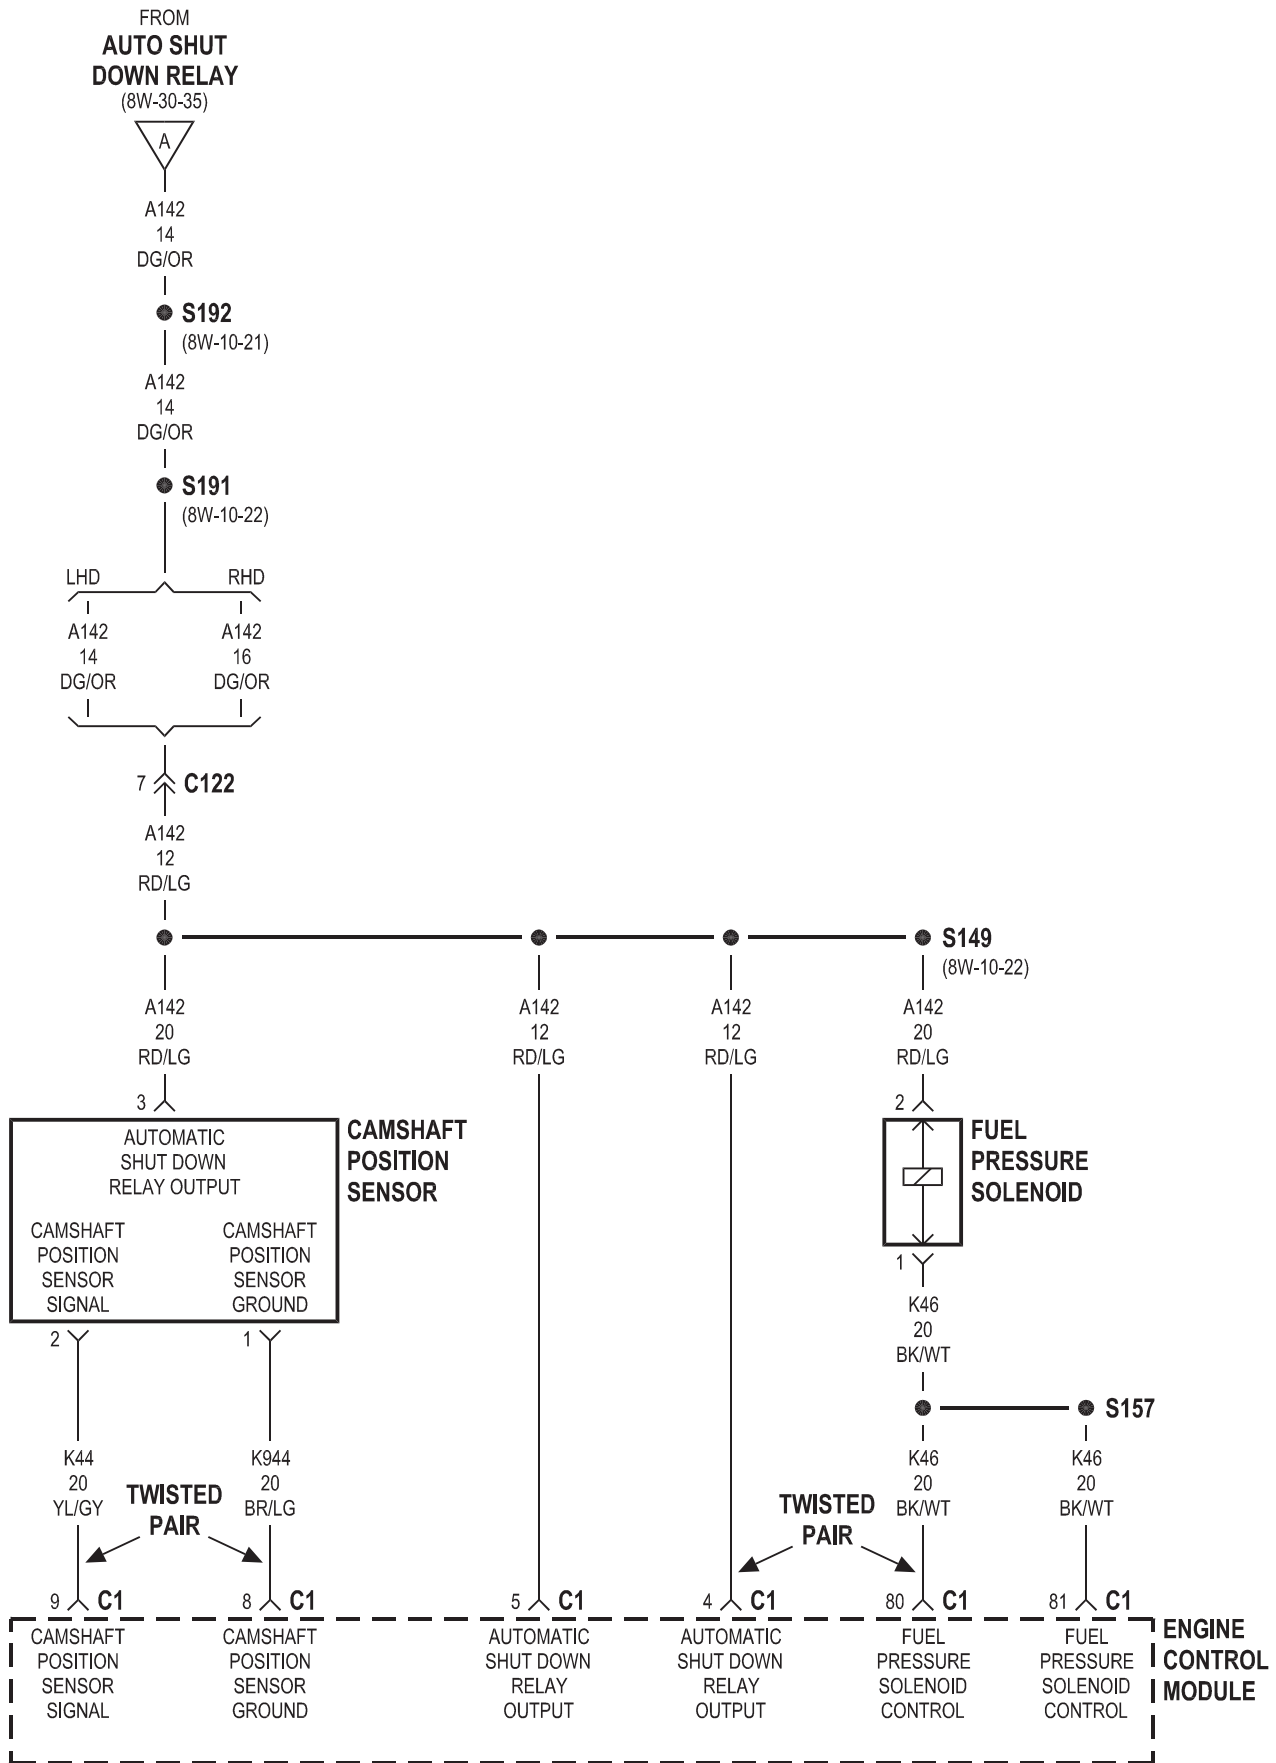 FROM
AUTO SHUT
DOWN RELAY
(8W-30-35)
A
A142
14
DG/OR
S192
(8W-10-21)
A142
14
DG/OR
S191
(8W-10-22)
LHD RHD
A142 A142
14 16
DG/OR DG/OR
7 C122
A142
12
RD/LG
S149
(8W-10-22)
A142 A142 A142 A142
20 12 12 20
RD/LG RD/LG RD/LG RD/LG
3 2
CAMSHAFT
POSITION
SENSOR
AUTOMATIC
SHUT DOWN
RELAY OUTPUT
CAMSHAFT
POSITION
SENSOR
SIGNAL
CAMSHAFT
POSITION
SENSOR
GROUND
FUEL
PRESSURE
SOLENOID
2 1
1
K46
20
BK/WT
S157
K44
20
YL/GY
TWISTED
PAIR
K944
20
BR/LG
TWISTED
PAIR
K46
20
BK/WT
K46
20
BK/WT
9 C1 8 C1 5 C1 4 C1 80 C1 81 C1
CAMSHAFT
POSITION
SENSOR
SIGNAL
CAMSHAFT
POSITION
SENSOR
GROUND
AUTOMATIC
SHUT DOWN
RELAY
OUTPUT
AUTOMATIC
SHUT DOWN
RELAY
OUTPUT
FUEL
PRESSURE
SOLENOID
CONTROL
FUEL
PRESSURE
SOLENOID
CONTROL
ENGINE
CONTROL
MODULE